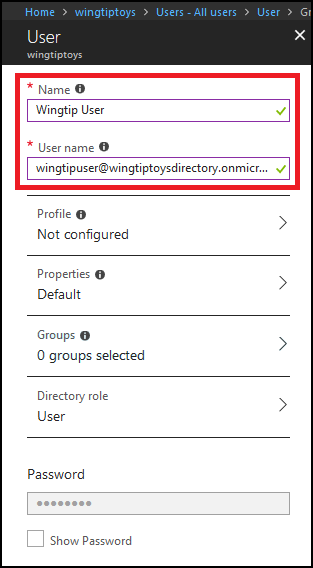 Home > wingtiptoys > Users - All users > User > Gr
User
wingtiptoys
* Name
Wingtip User
* User name
wingtipuser@wingtiptoysdirectory.onmicr...
Profile
Not configured
Properties
Default
Groups
0 groups selected
Directory role
User
Password
Show Password